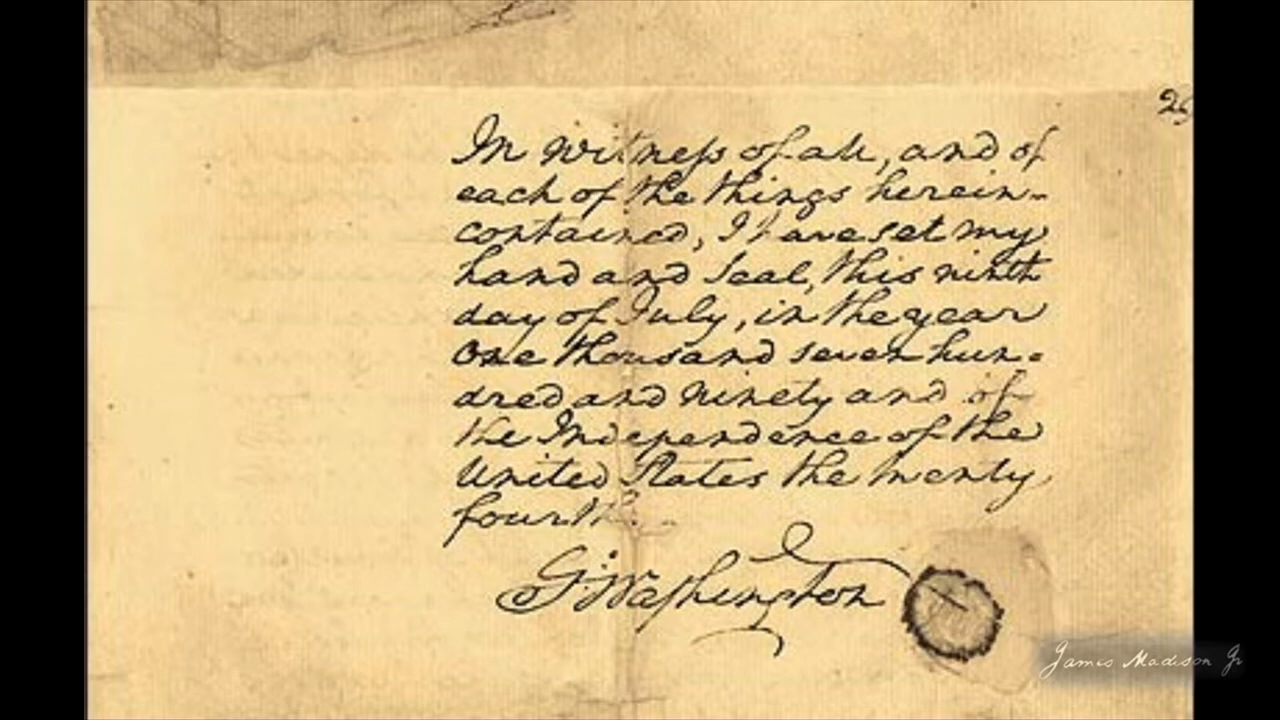 29
In witness of all, and of
each of the things herein-
contained, I have set my
hand and Seal, this ninth
day of July, in the year
One thousand seven hun-
dred and ninety and of
the Independence of the
United States the twenty
fourth.
G:Washington
James Madison Jr